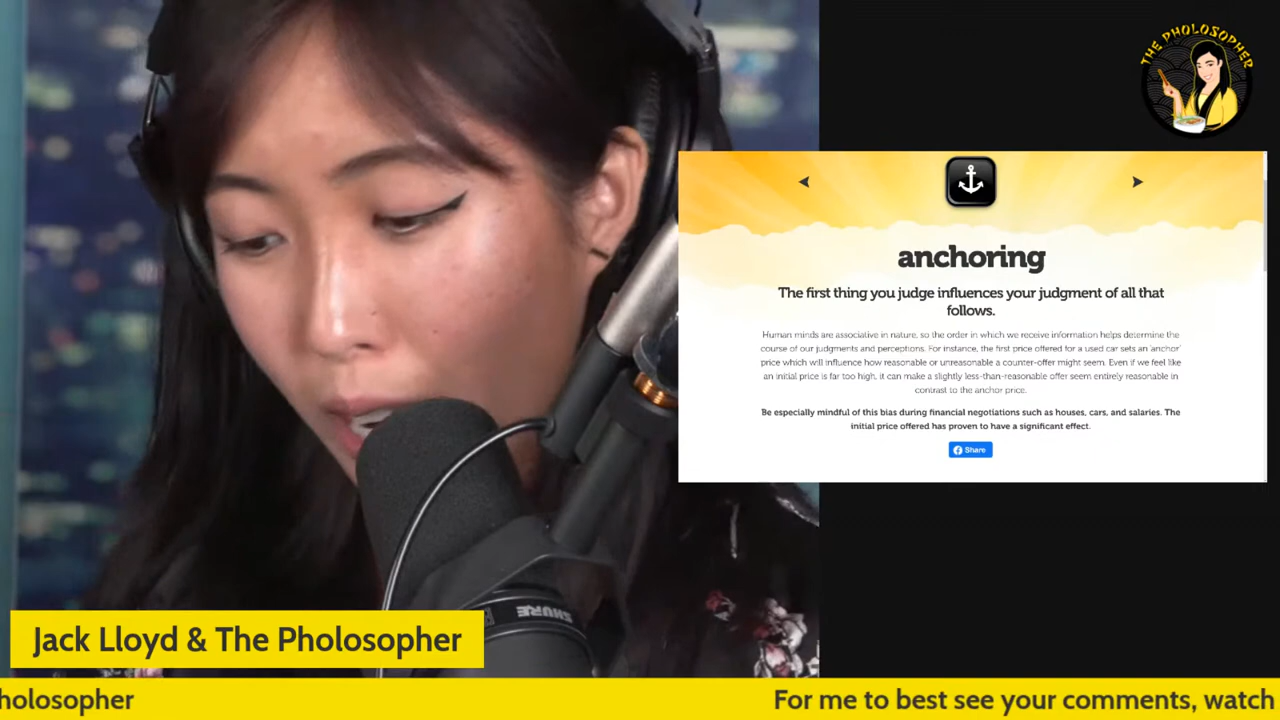 THE PHOLOSOPHER
anchoring
The first thing you judge influences your judgment of all that
follows.
Human minds are associative in nature, so the order in which we receive information helps determine the
course of our judgments and perceptions. For instance, the first price offered for a used car sets an 'anchor'
price which will influence how reasonable or unreasonable a counter-offer might seem. Even if we feel like
an initial price is far too high, it can make a slightly less-than-reasonable offer seem entirely reasonable in
contrast to the anchor price.
Be especially mindful of this bias during financial negotiations such as houses, cars, and salaries. The
initial price offered has proven to have a significant effect.
Share
SHURE
Jack Lloyd & The Pholosopher
holosopher
For me to best see your comments, watch